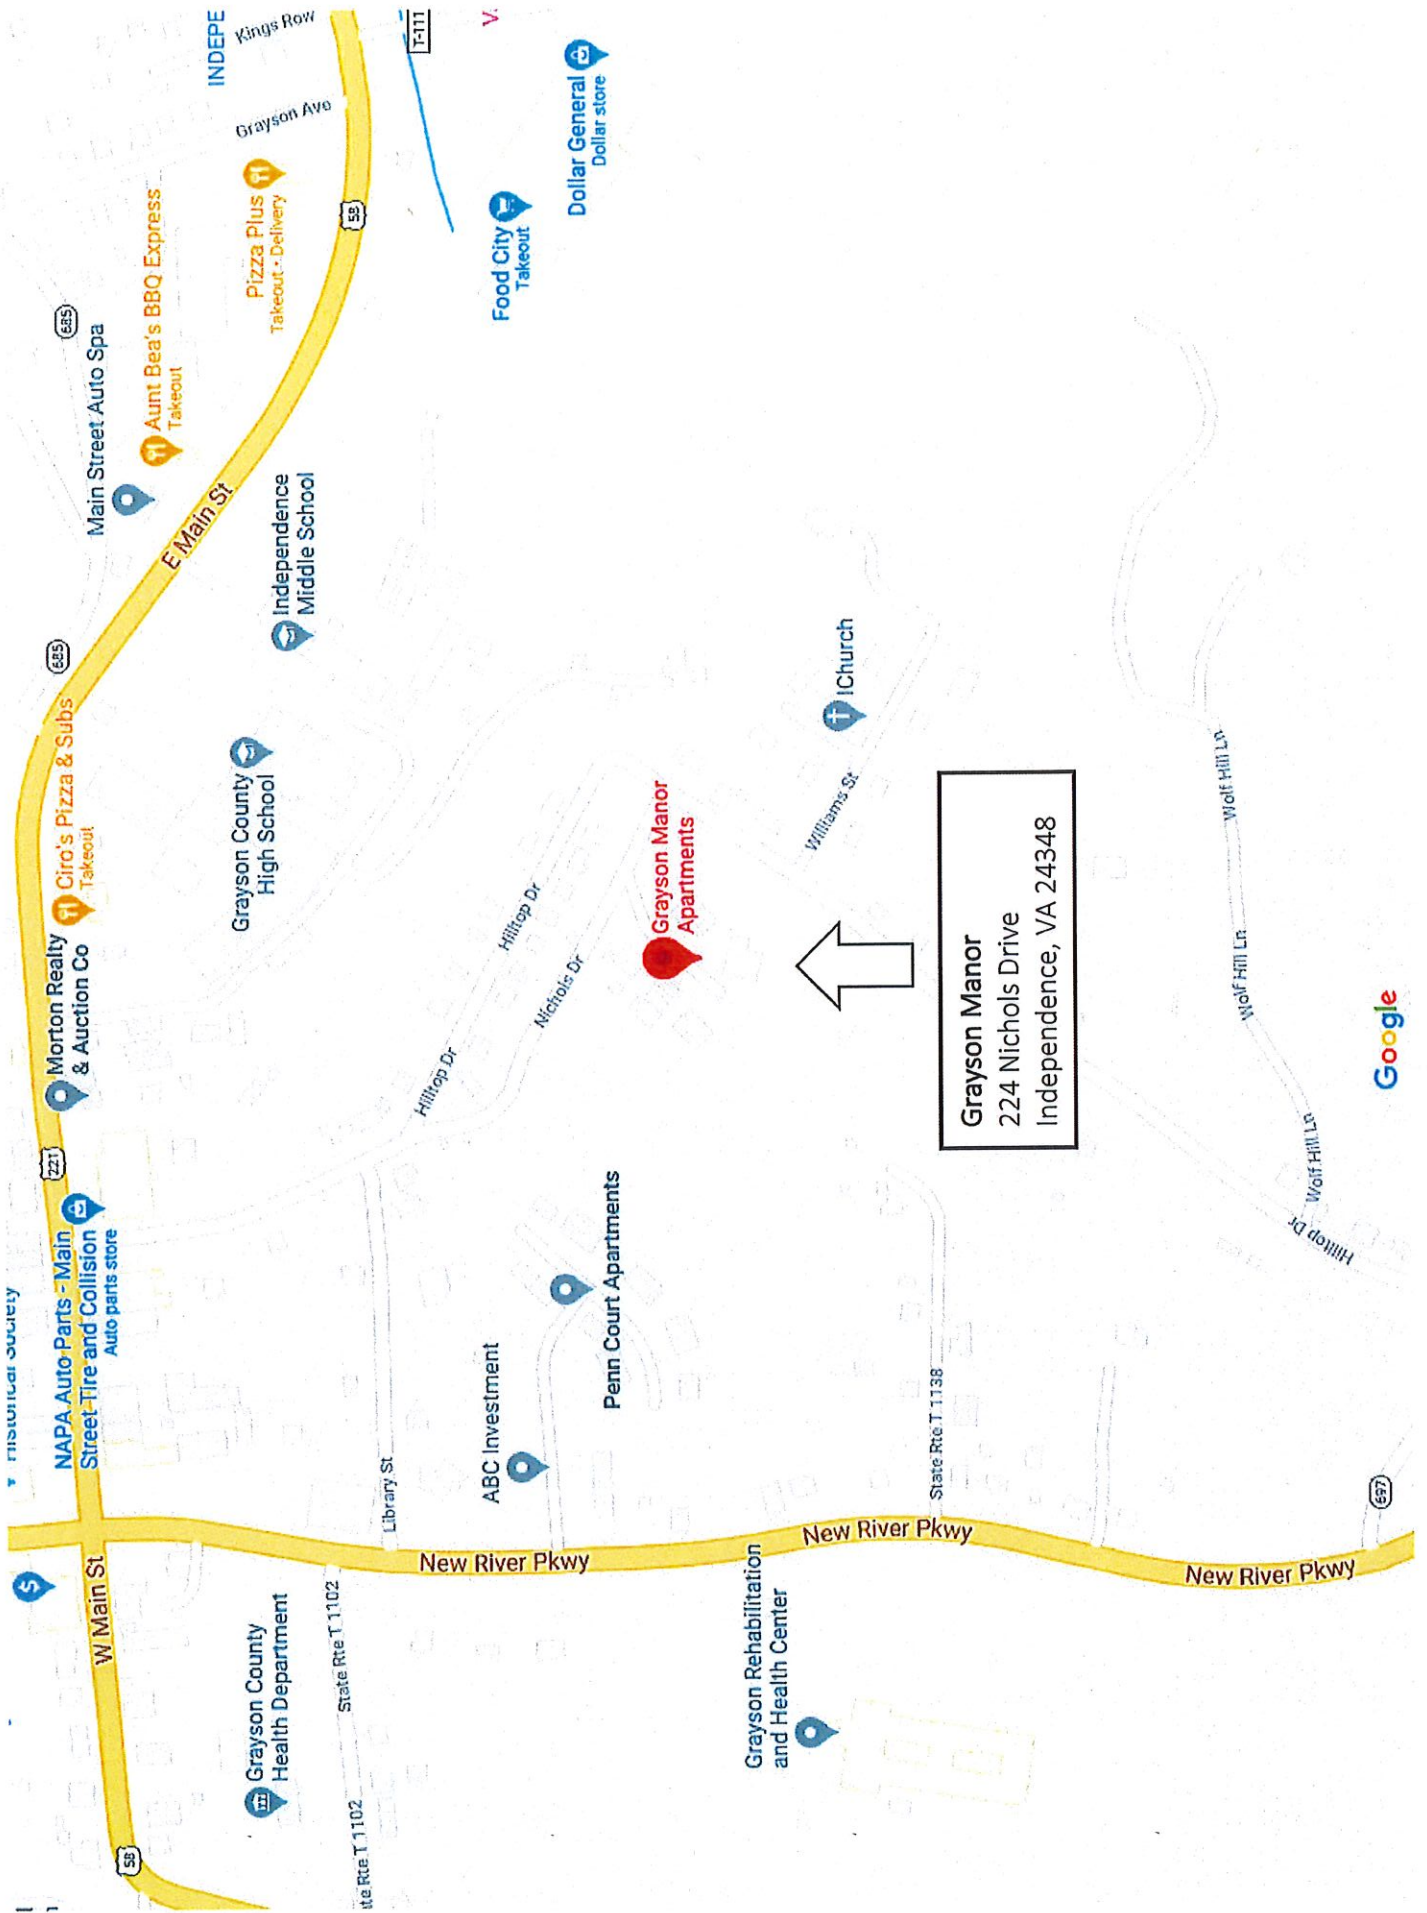 Historical Society
INDEPE
Kings Row
Grayson Ave
T-111
V.
685
Main Street Auto Spa
Aunt Bea's BBQ Express
Takeout
Pizza Plus
Takeout · Delivery
58
Food City
Takeout
Dollar General
Dollar store
E Main St
685
Ciro's Pizza & Subs
Takeout
Independence
Middle School
Grayson County
High School
Morton Realty
& Auction Co
221
NAPA Auto Parts - Main
Street Tire and Collision
Auto parts store
S
W Main St
58
Hilltop Dr
Hilltop Dr
Nichols Dr
Grayson Manor
Apartments
IChurch
Williams St
Library St
ABC Investment
Penn Court Apartments
New River Pkwy
Grayson County
Health Department
State Rte T 1102
te Rte T 1102
Grayson Rehabilitation
and Health Center
New River Pkwy
State Rte T 1138
Grayson Manor
224 Nichols Drive
Independence, VA 24348
Wolf Hill Ln
Wolf Hill Ln
Wolf Hill Ln
Hilltop Dr
697
New River Pkwy
Google